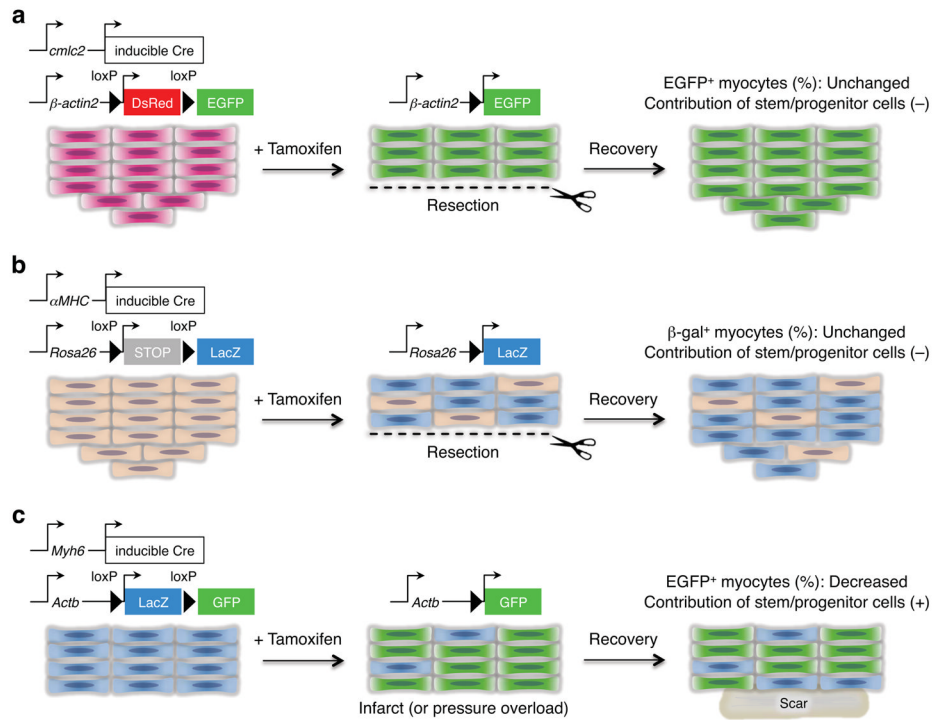 a
cmlc2 inducible Cre
loxP loxP
β-actin2 DsRed EGFP
+ Tamoxifen
β-actin2 EGFP
Resection
Recovery
EGFP⁺ myocytes (%): Unchanged
Contribution of stem/progenitor cells (–)
b
αMHC inducible Cre
loxP loxP
Rosa26 STOP LacZ
+ Tamoxifen
Rosa26 LacZ
Resection
Recovery
β-gal⁺ myocytes (%): Unchanged
Contribution of stem/progenitor cells (–)
c
Myh6 inducible Cre
loxP loxP
Actb LacZ GFP
+ Tamoxifen
Actb GFP
Infarct (or pressure overload)
Recovery
EGFP⁺ myocytes (%): Decreased
Contribution of stem/progenitor cells (+)
Scar